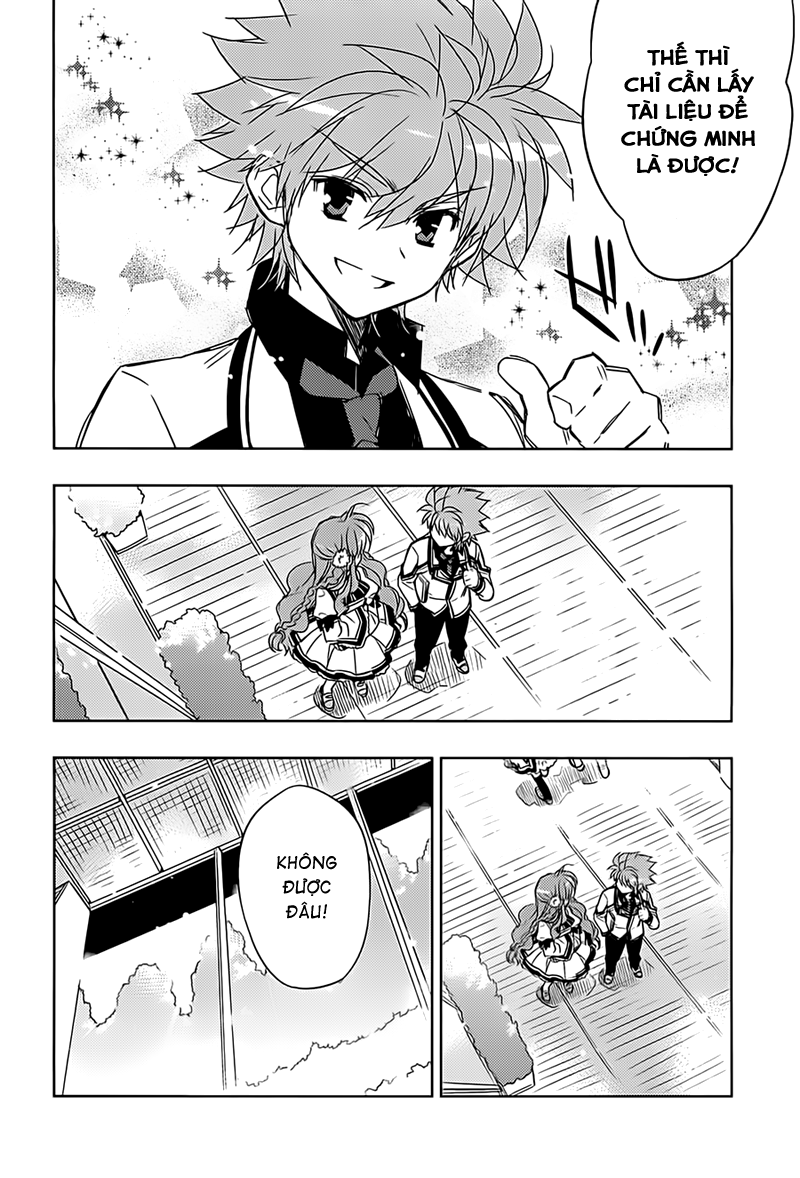 THẾ THÌ
CHỈ CẦN LẤY
TÀI LIỆU ĐỂ
CHỨNG MINH
LÀ ĐƯỢC!
KHÔNG
ĐƯỢC
ĐÂU!